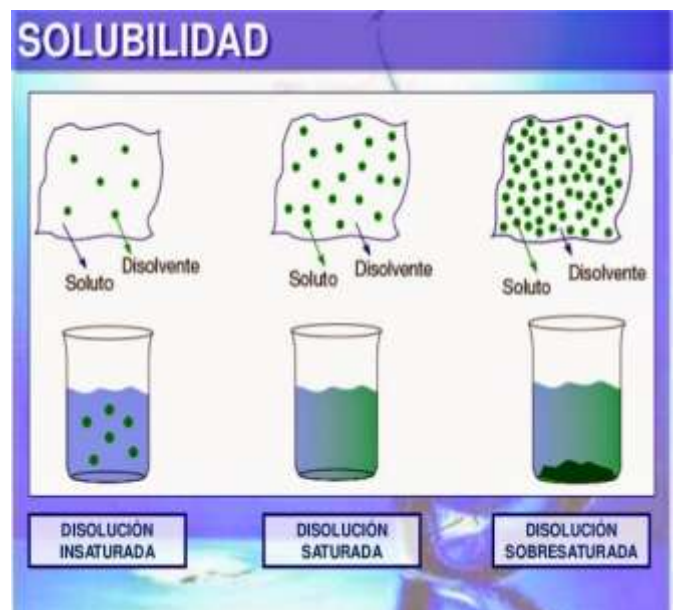 SOLUBILIDAD
Soluto
Disolvente
Soluto
Disolvente
Soluto
Disolvente
DISOLUCIÓN
INSATURADA
DISOLUCIÓN
SATURADA
DISOLUCIÓN
SOBRESATURADA